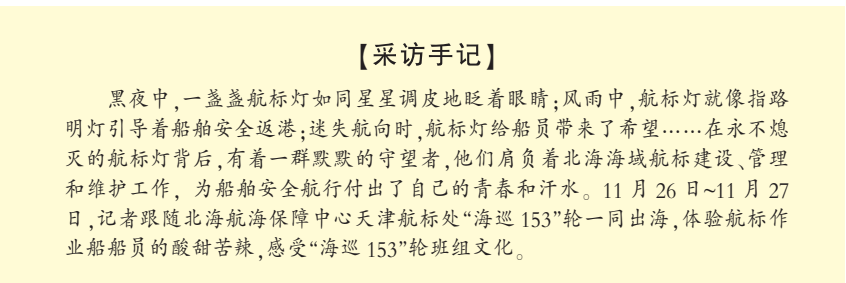 【采访手记】
黑夜中,一盏盏航标灯如同星星调皮地眨着眼睛;风雨中,航标灯就像指路
明灯引导着船舶安全返港;迷失航向时,航标灯给船员带来了希望……在永不熄
灭的航标灯背后,有着一群默默的守望者,他们肩负着北海海域航标建设、管理
和维护工作，为船舶安全航行付出了自己的青春和汗水。11 月 26 日~11 月 27
日,记者跟随北海航海保障中心天津航标处“海巡 153”轮一同出海,体验航标作
业船船员的酸甜苦辣,感受“海巡 153”轮班组文化。